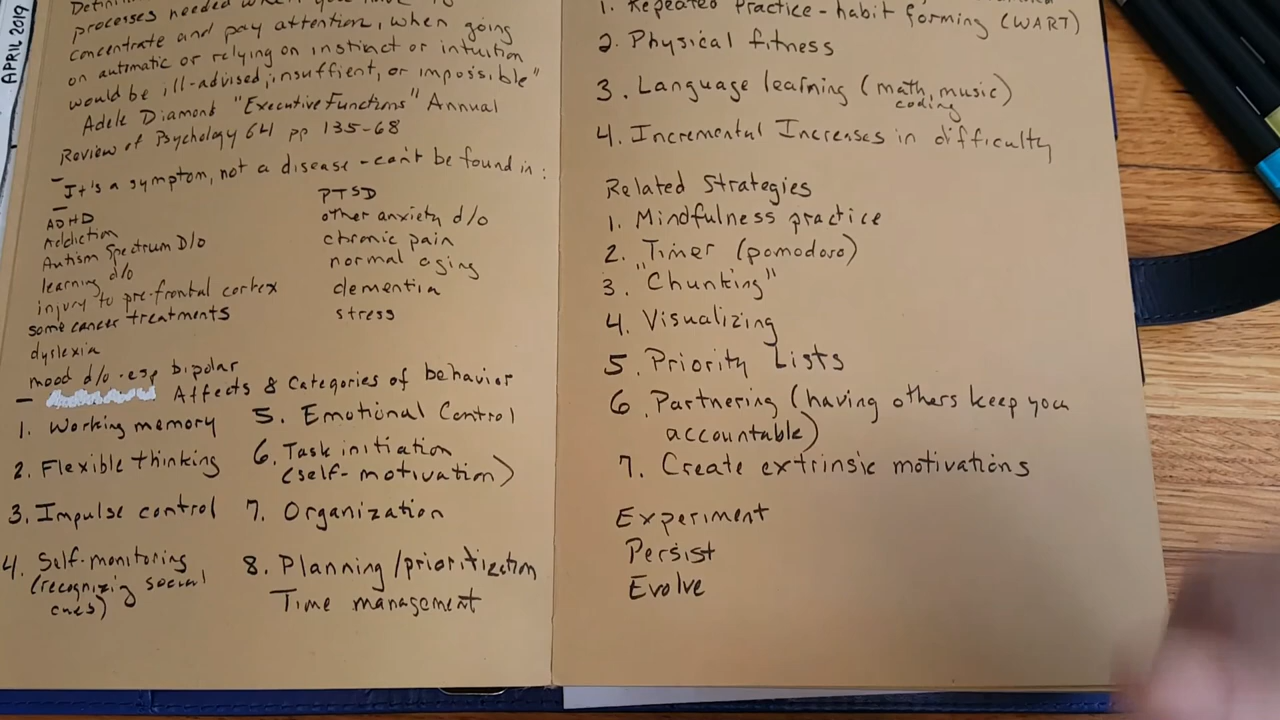 APRIL 2019
processes needed when you have to
concentrate and pay attention, when going
on automatic or relying on instinct or intuition
would be ill-advised, insufficient, or impossible"
Adele Diamond "Executive Functions" Annual
Review of Psychology 64 pp 135-68
- It's a symptom, not a disease - can't be found in:
ADHD
Addiction
Autism Spectrum D/o
learning d/o
injury to pre-frontal cortex
some cancer treatments
dyslexia
mood d/o - esp bipolar
PTSD
other anxiety d/o
chronic pain
normal aging
dementia
stress
- Affects 8 Categories of behavior
1. Working memory
2. Flexible thinking
3. Impulse control
4. Self-monitoring
(recognizing social
cues)
5. Emotional Control
6. Task initiation
(self-motivation)
7. Organization
8. Planning/prioritization
Time management
1. Repeated Practice - habit forming (WART)
2. Physical fitness
3. Language learning (math, music)
coding
4. Incremental Increases in difficulty
Related Strategies
1. Mindfulness practice
2. Timer (pomodoro)
3. "Chunking"
4. Visualizing
5. Priority Lists
6. Partnering (having others keep you
accountable)
7. Create extrinsic motivations
Experiment
Persist
Evolve